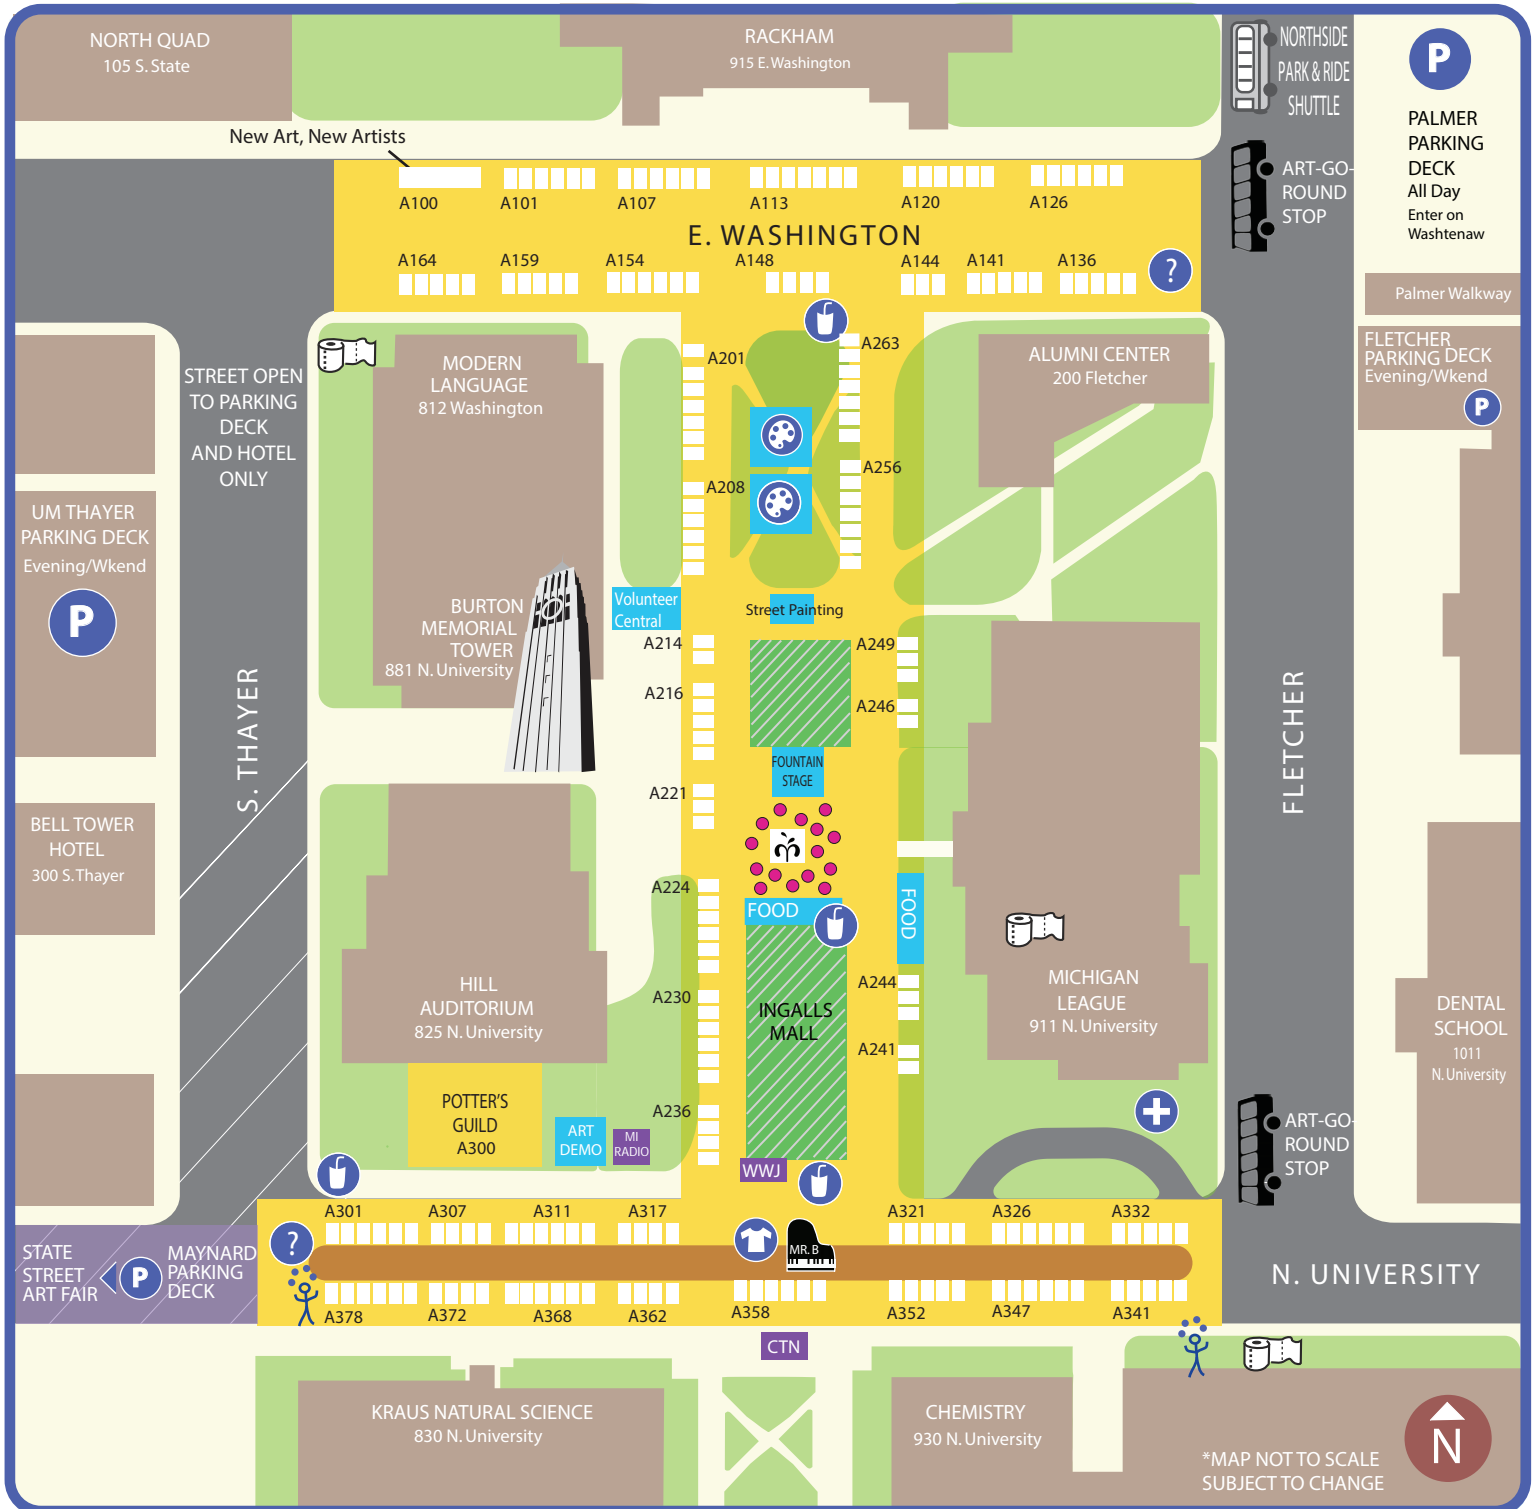 NORTH QUAD
105 S. State
RACKHAM
915 E. Washington
NORTHSIDE
PARK & RIDE
SHUTTLE
P
PALMER
PARKING
DECK
All Day
Enter on
Washtenaw
New Art, New Artists
ART-GO-
ROUND
STOP
A100
A101
A107
A113
A120
A126
E. WASHINGTON
A164
A159
A154
A148
A144
A141
A136
?
Palmer Walkway
FLETCHER
PARKING DECK
Evening/Wkend
P
STREET OPEN
TO PARKING
DECK
AND HOTEL
ONLY
MODERN
LANGUAGE
812 Washington
A201
A263
ALUMNI CENTER
200 Fletcher
A208
A256
UM THAYER
PARKING DECK
Evening/Wkend
P
BURTON
MEMORIAL
TOWER
881 N. University
Volunteer
Central
Street Painting
A214
A249
A216
A246
S. THAYER
FLETCHER
FOUNTAIN
STAGE
A221
BELL TOWER
HOTEL
300 S. Thayer
A224
FOOD
FOOD
HILL
AUDITORIUM
825 N. University
A230
INGALLS
MALL
A244
A241
MICHIGAN
LEAGUE
911 N. University
DENTAL
SCHOOL
1011
N. University
POTTER'S
GUILD
A300
ART
DEMO
MI
RADIO
A236
WWJ
ART-GO-
ROUND
STOP
A301
A307
A311
A317
A321
A326
A332
?
MR. B
STATE
STREET
ART FAIR
P
MAYNARD
PARKING
DECK
N. UNIVERSITY
A378
A372
A368
A362
A358
A352
A347
A341
CTN
KRAUS NATURAL SCIENCE
830 N. University
CHEMISTRY
930 N. University
*MAP NOT TO SCALE
SUBJECT TO CHANGE
N